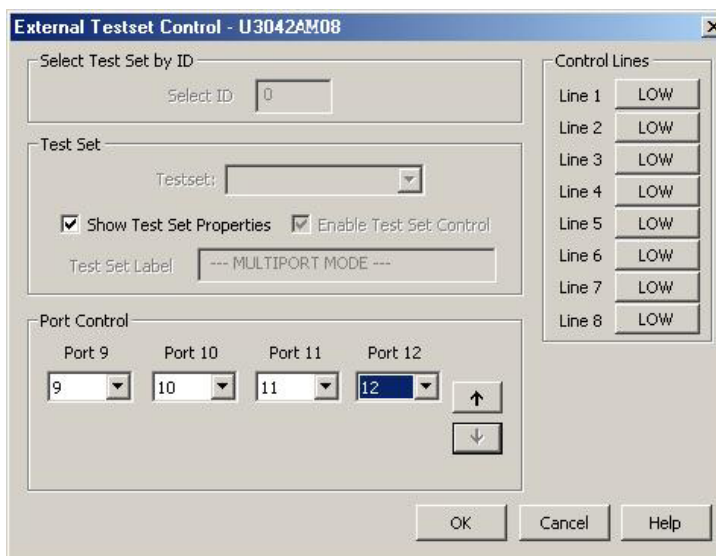 External Testset Control - U3042AM08
Select Test Set by ID
Select ID 0
Test Set
Testset:
Show Test Set Properties Enable Test Set Control
Test Set Label --- MULTIPORT MODE ---
Port Control
Port 9 Port 10 Port 11 Port 12
9 10 11 12
Control Lines
Line 1 LOW
Line 2 LOW
Line 3 LOW
Line 4 LOW
Line 5 LOW
Line 6 LOW
Line 7 LOW
Line 8 LOW
OK Cancel Help